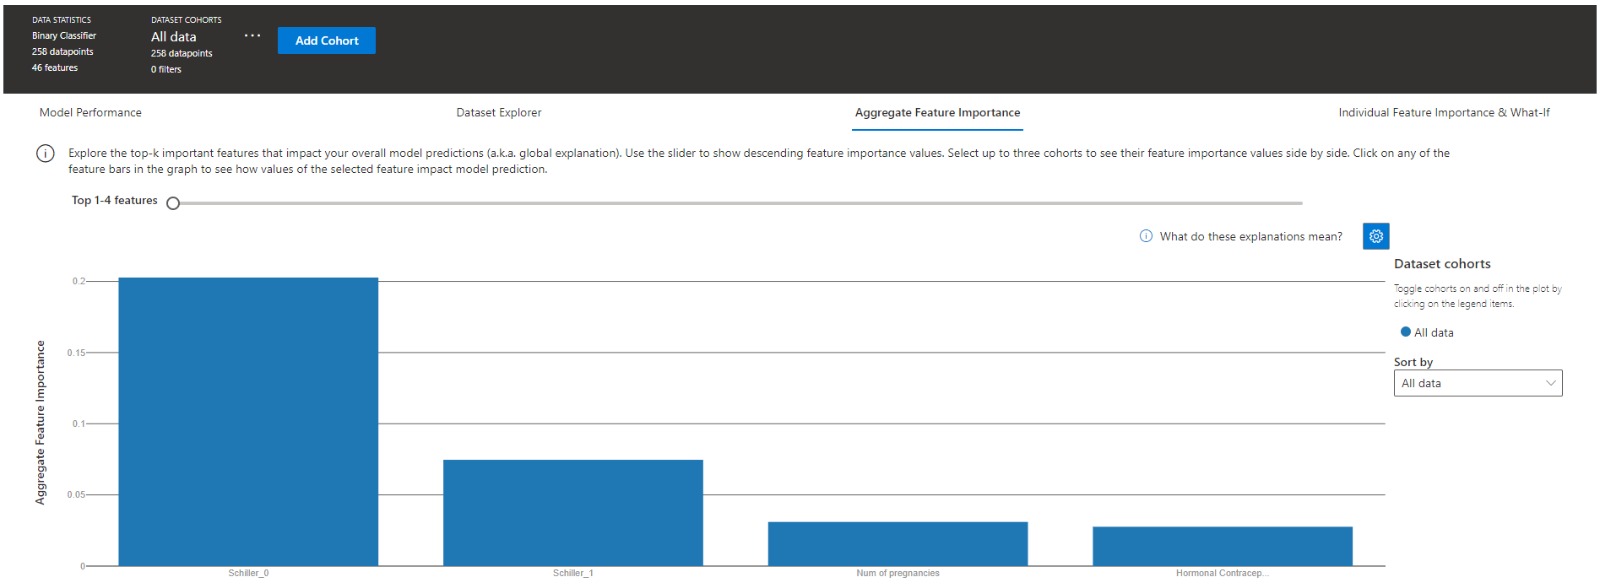 DATA STATISTICS
Binary Classifier
258 datapoints
46 features
DATASET COHORTS
All data
258 datapoints
0 filters
...
Add Cohort
Model Performance
Dataset Explorer
Aggregate Feature Importance
Individual Feature Importance & What-If
Explore the top-k important features that impact your overall model predictions (a.k.a. global explanation). Use the slider to show descending feature importance values. Select up to three cohorts to see their feature importance values side by side. Click on any of the
feature bars in the graph to see how values of the selected feature impact model prediction.
Top 1-4 features
What do these explanations mean?
Dataset cohorts
Toggle cohorts on and off in the plot by
clicking on the legend items.
All data
Sort by
All data
Aggregate Feature Importance
0.2
0.15
0.1
0.05
0
Schiller_0
Schiller_1
Num of pregnancies
Hormonal Contracep...